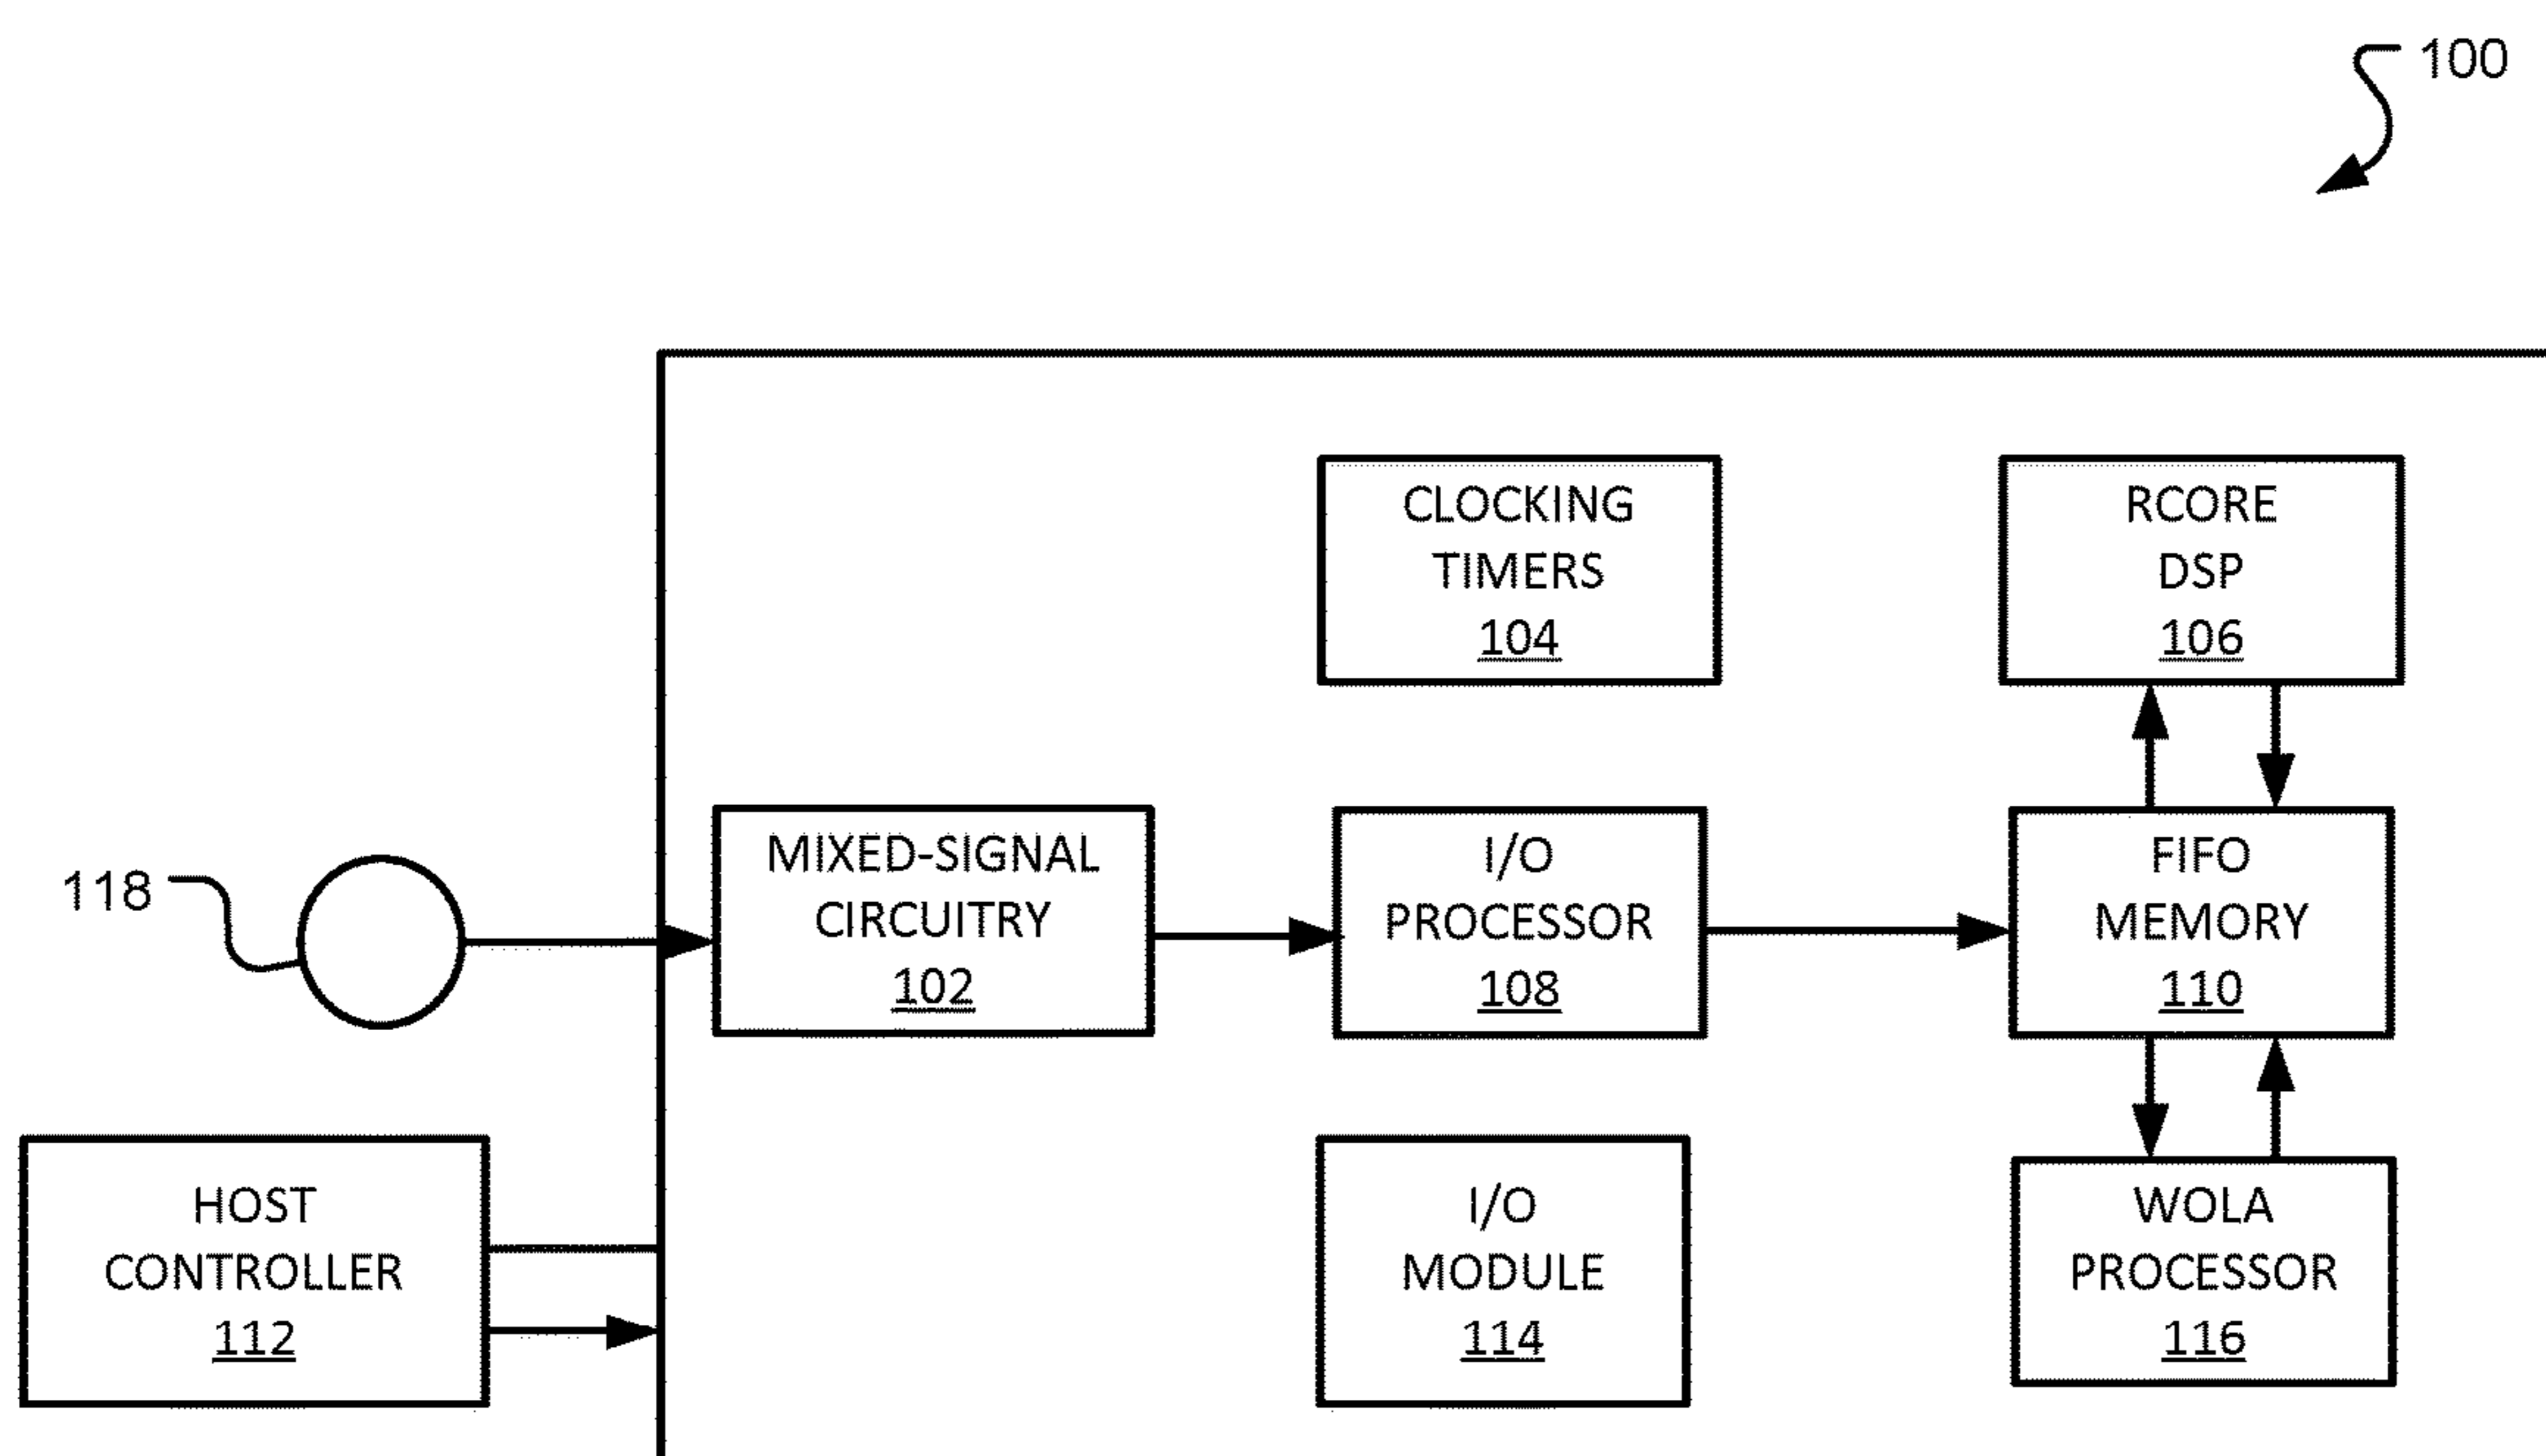 100
CLOCKING
TIMERS
104
RCORE
DSP
106
118
MIXED-SIGNAL
CIRCUITRY
102
I/O
PROCESSOR
108
FIFO
MEMORY
110
HOST
CONTROLLER
112
I/O
MODULE
114
WOLA
PROCESSOR
116